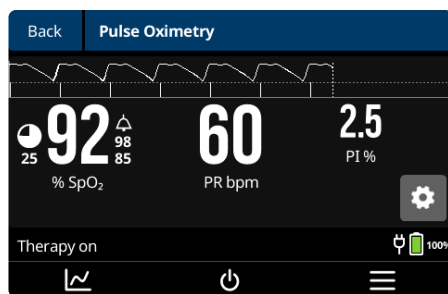 Back Pulse Oximetry
92 60 2.5
25 98
85
% SpO₂ PR bpm PI %
Therapy on 100%